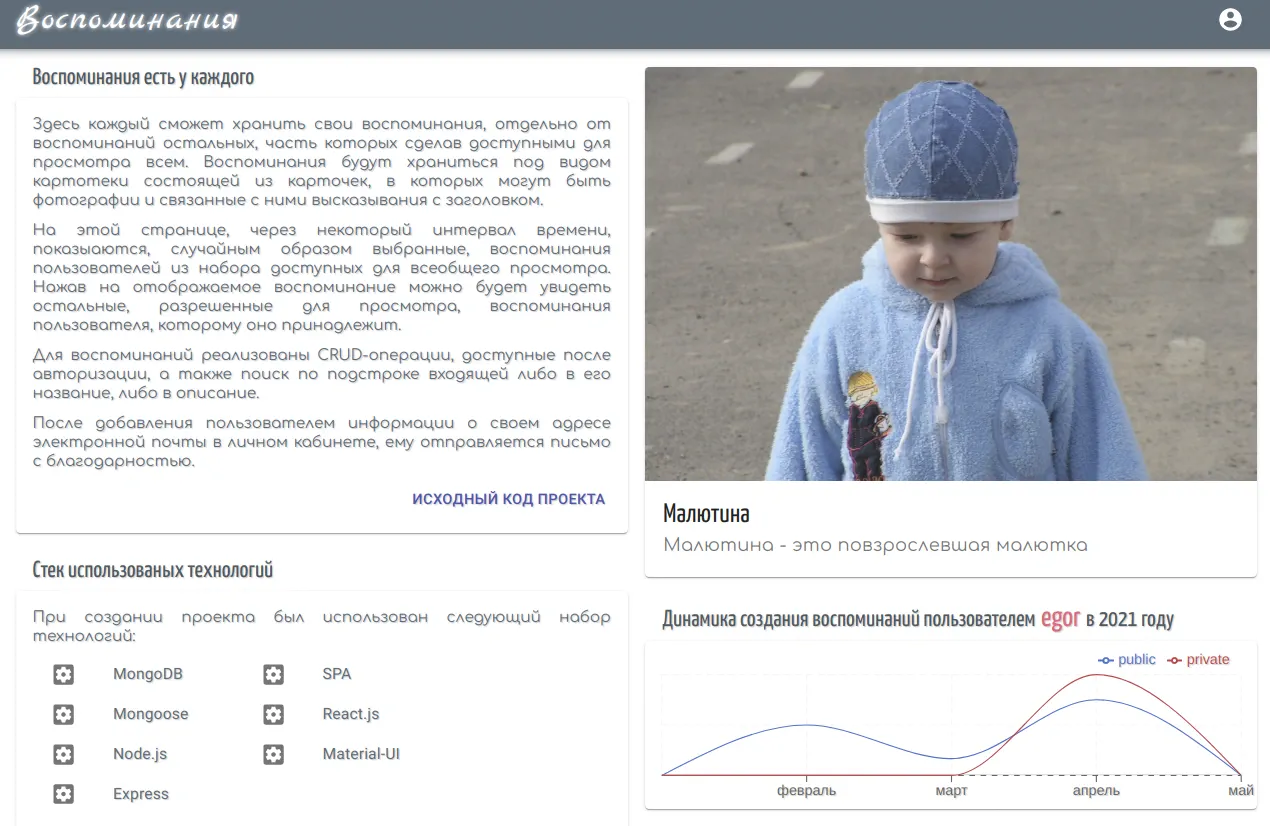 Воспоминания
Воспоминания есть у каждого
Здесь каждый сможет хранить свои воспоминания, отдельно от
воспоминаний остальных, часть которых сделав доступными для
просмотра всем. Воспоминания будут храниться под видом
картотеки состоящей из карточек, в которых могут быть
фотографии и связанные с ними высказывания с заголовком.
На этой странице, через некоторый интервал времени,
показыаются, случайным образом выбранные, воспоминания
пользователей из набора доступных для всеобщего просмотра.
Нажав на отображаемое воспоминание можно будет увидеть
остальные, разрешенные для просмотра, воспоминания
пользователя, которому оно принадлежит.
Для воспоминаний реализованы CRUD-операции, доступные после
авторизации, а также поиск по подстроке входящей либо в его
название, либо в описание.
После добавления пользователем информации о своем адресе
электронной почты в личном кабинете, ему отправляется письмо
с благодарностью.
ИСХОДНЫЙ КОД ПРОЕКТА
Стек использованых технологий
При создании проекта был использован следующий набор
технологий:
MongoDB
Mongoose
Node.js
Express
SPA
React.js
Material-UI
Малютина
Малютина - это повзрослевшая малютка
Динамика создания воспоминаний пользователем egor в 2021 году
public private
февраль март апрель май